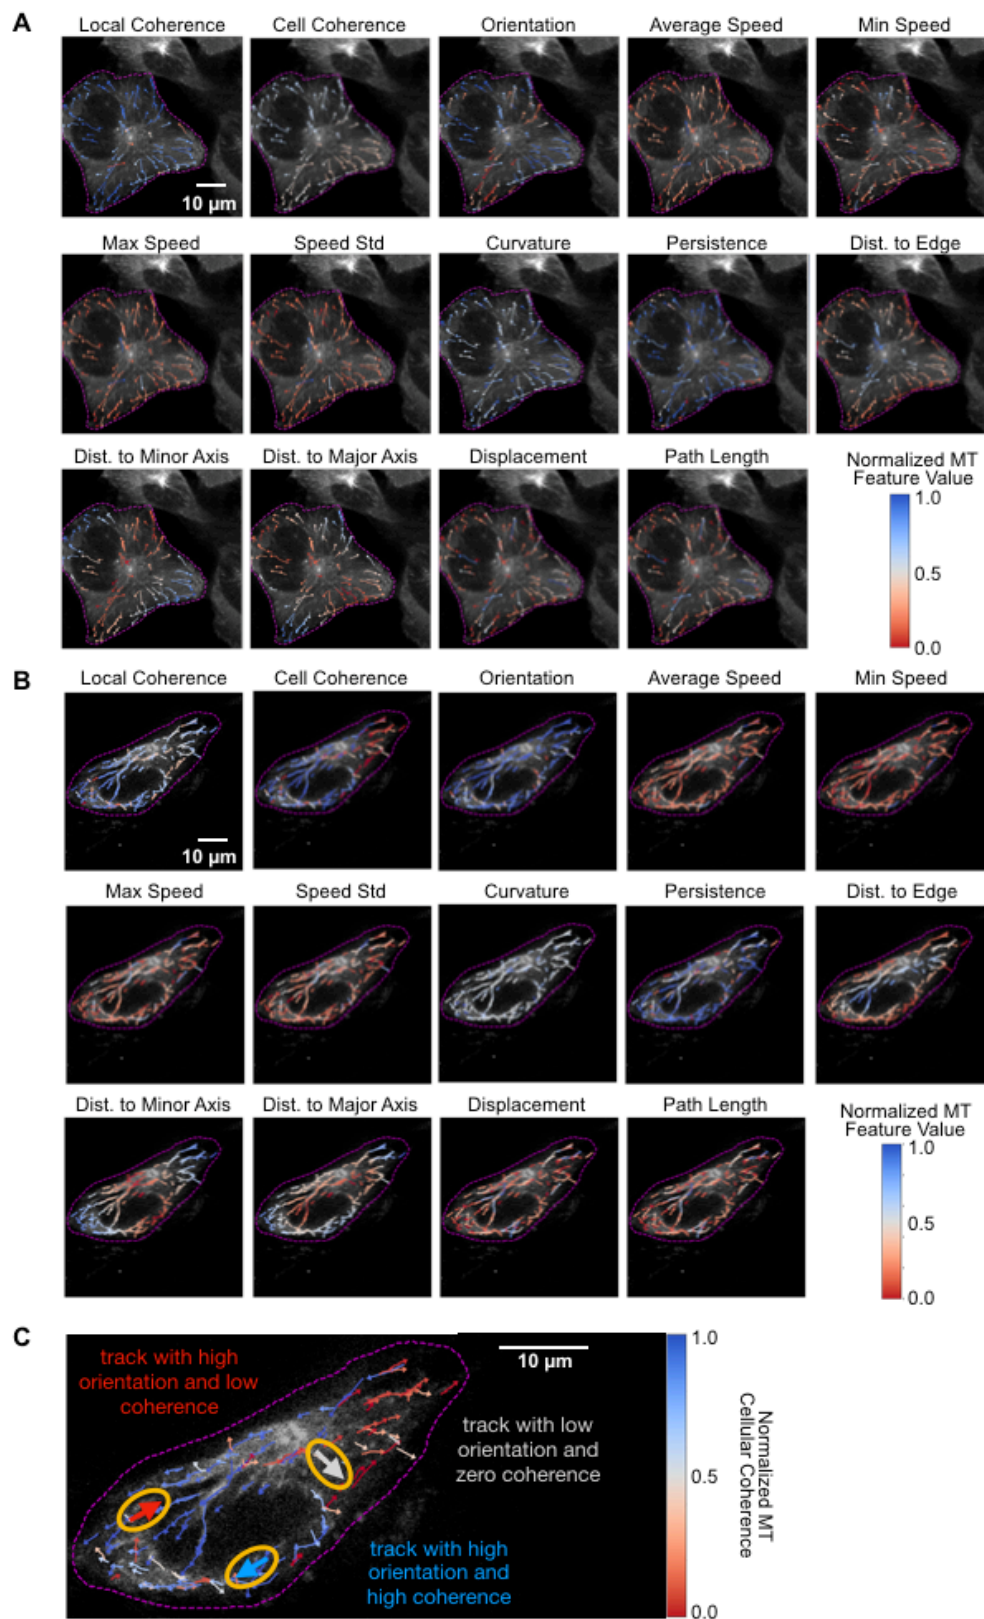 A
Local Coherence
Cell Coherence
Orientation
Average Speed
Min Speed
10 µm
Max Speed
Speed Std
Curvature
Persistence
Dist. to Edge
Dist. to Minor Axis
Dist. to Major Axis
Displacement
Path Length
Normalized MT
Feature Value
1.0
0.5
0.0
B
Local Coherence
Cell Coherence
Orientation
Average Speed
Min Speed
10 µm
Max Speed
Speed Std
Curvature
Persistence
Dist. to Edge
Dist. to Minor Axis
Dist. to Major Axis
Displacement
Path Length
Normalized MT
Feature Value
1.0
0.5
0.0
C
track with high
orientation and low
coherence
10 µm
track with low
orientation and
zero coherence
track with high
orientation and
high coherence
1.0
0.5
0.0
Normalized MT
Cellular Coherence